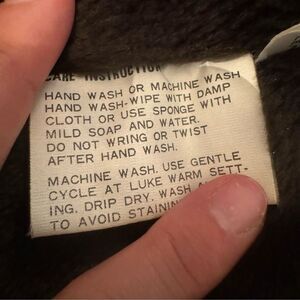 CARE INSTRUCTION
HAND WASH OR MACHINE WASH
HAND WASH-WIPE WITH DAMP
CLOTH OR USE SPONGE WITH
MILD SOAP AND WATER.
DO NOT WRING OR TWIST
AFTER HAND WASH.
MACHINE WASH. USE GENTLE
CYCLE AT LUKE WARM SETT-
ING. DRIP DRY. WASH
TO AVOID